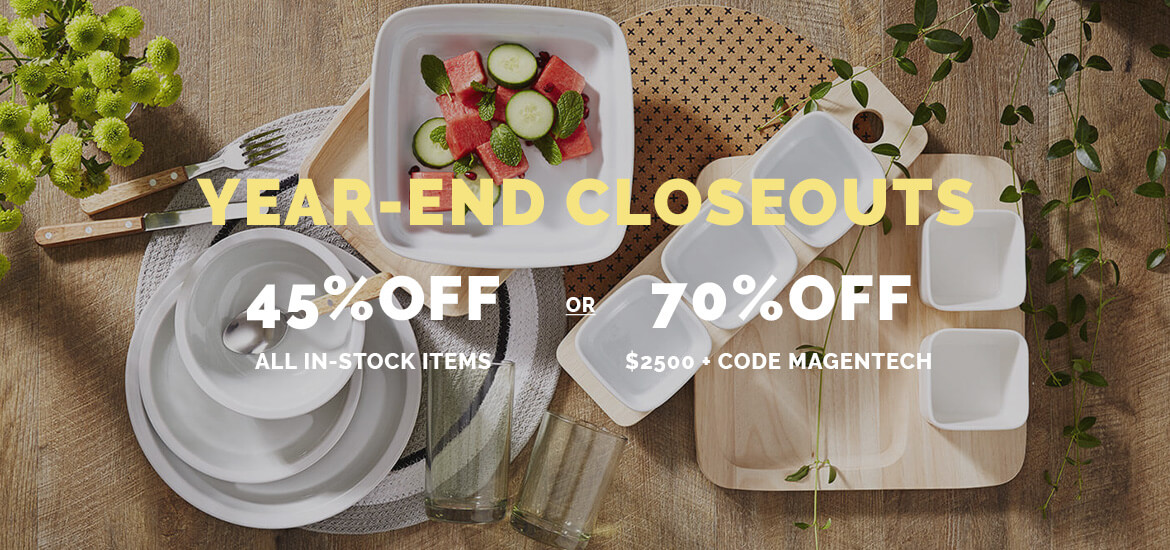 YEAR-END CLOSEOUTS
45%OFF
OR
70%OFF
ALL IN-STOCK ITEMS
$2500 + CODE MAGENTECH